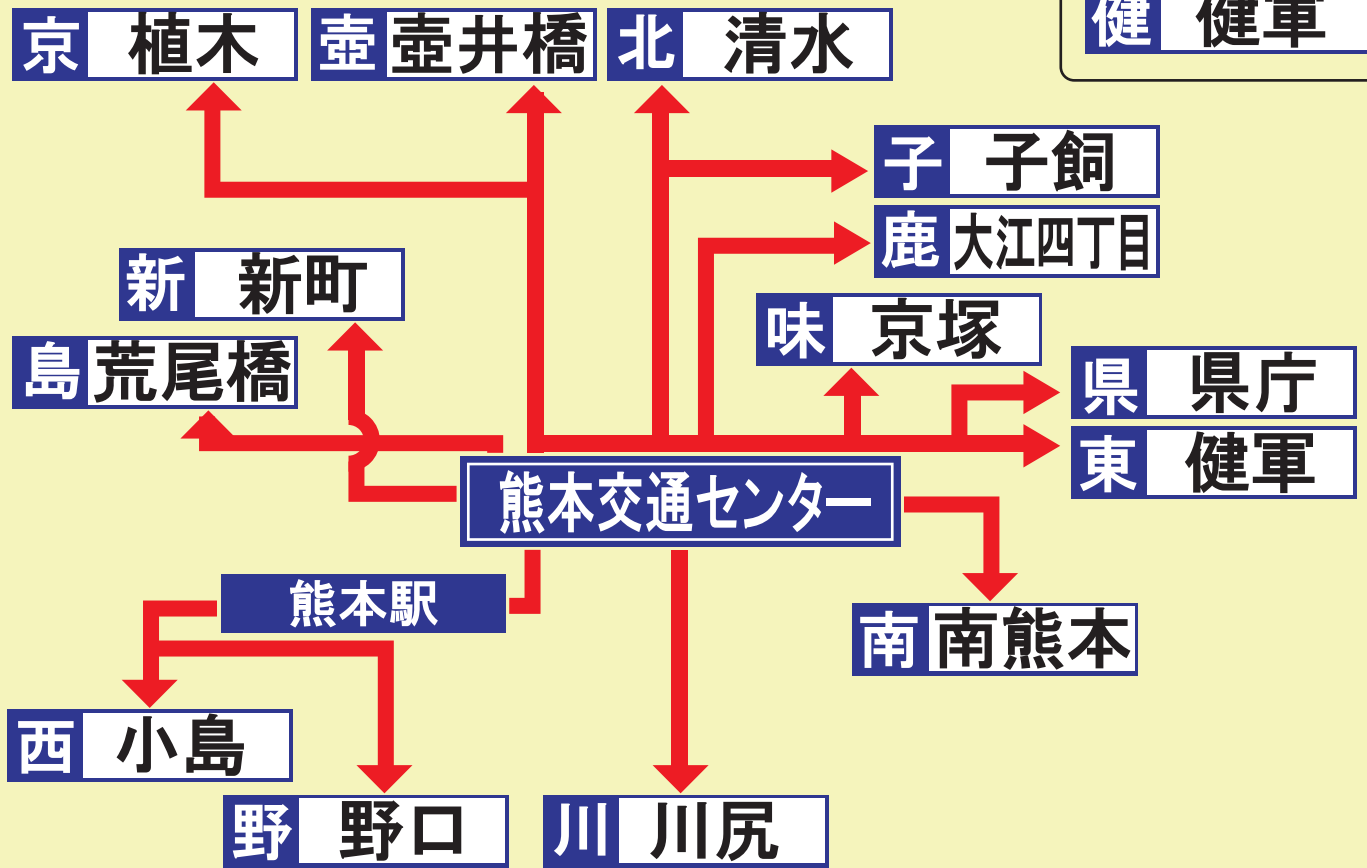 京 植木
壺 壺井橋
北 清水
健 健軍
子 子飼
鹿 大江四丁目
新 新町
味 京塚
島 荒尾橋
県 県庁
東 健軍
熊本交通センター
熊本駅
南 南熊本
西 小島
野 野口
川 川尻